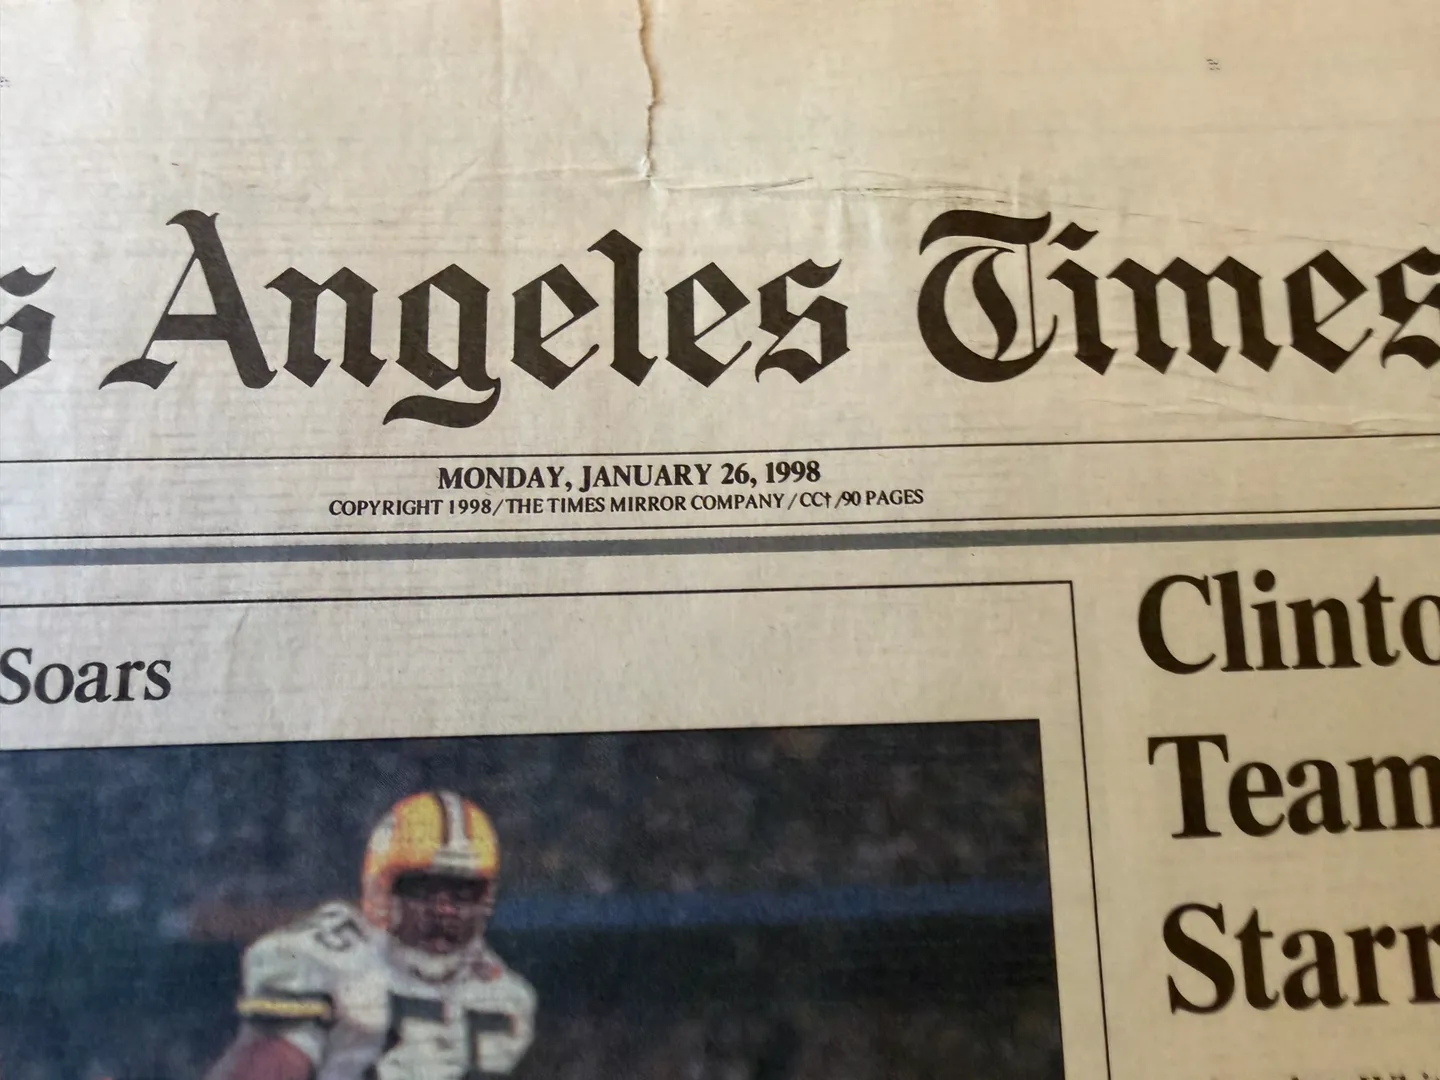 s Angeles Times
MONDAY, JANUARY 26, 1998
COPYRIGHT 1998/THE TIMES MIRROR COMPANY/CC†/90 PAGES
Soars
55
Clinto
Team
Starr